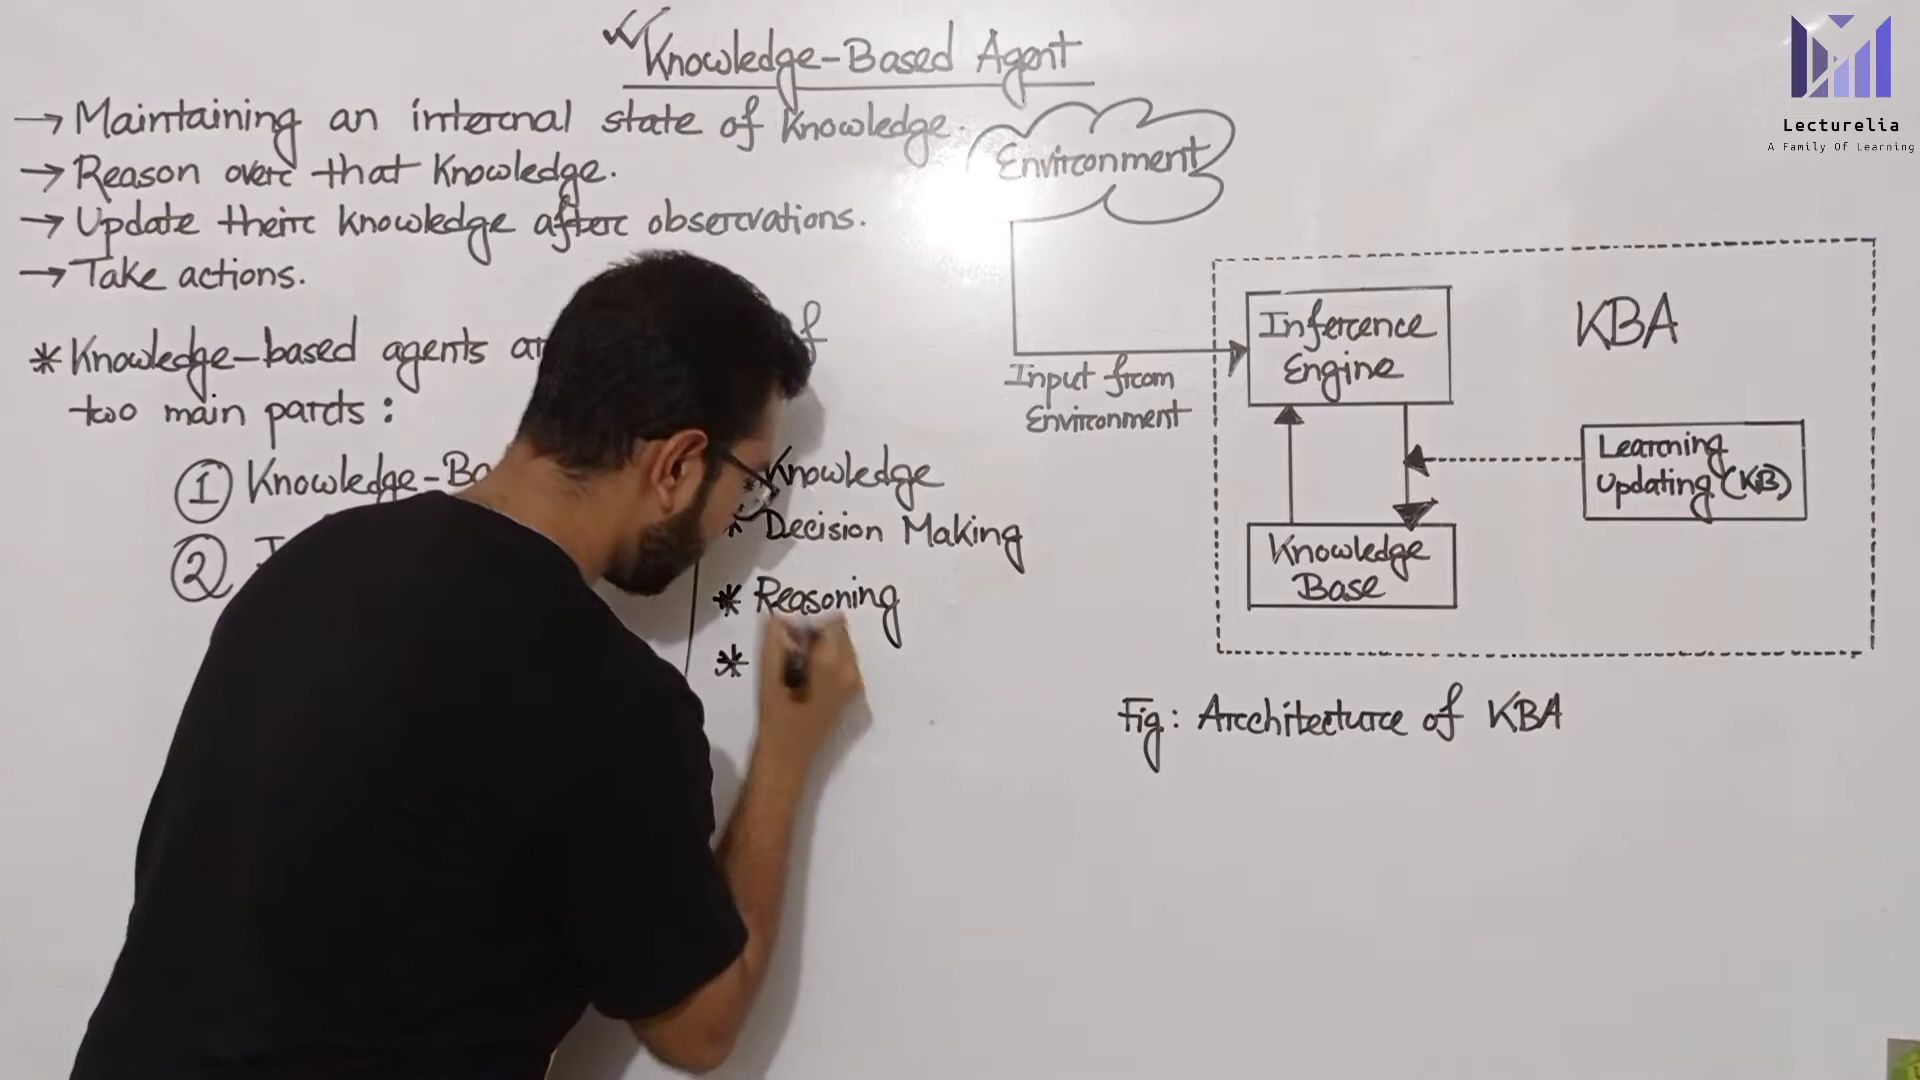 Knowledge-Based Agent
→ Maintaining an internal state of knowledge.
→ Reason over that knowledge.
→ Update their knowledge after observations.
→ Take actions.
* Knowledge-based agents
two main parts:
① Knowledge-Ba
②
* Knowledge
* Decision Making
* Reasoning
*
Environment
Input from
Environment
Inference
Engine
KBA
Learning
Updating (KB)
Knowledge
Base
Fig: Architecture of KBA
Lecturelia
A Family Of Learning